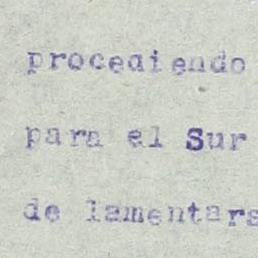 procediendo
para el Sur
de lamentars